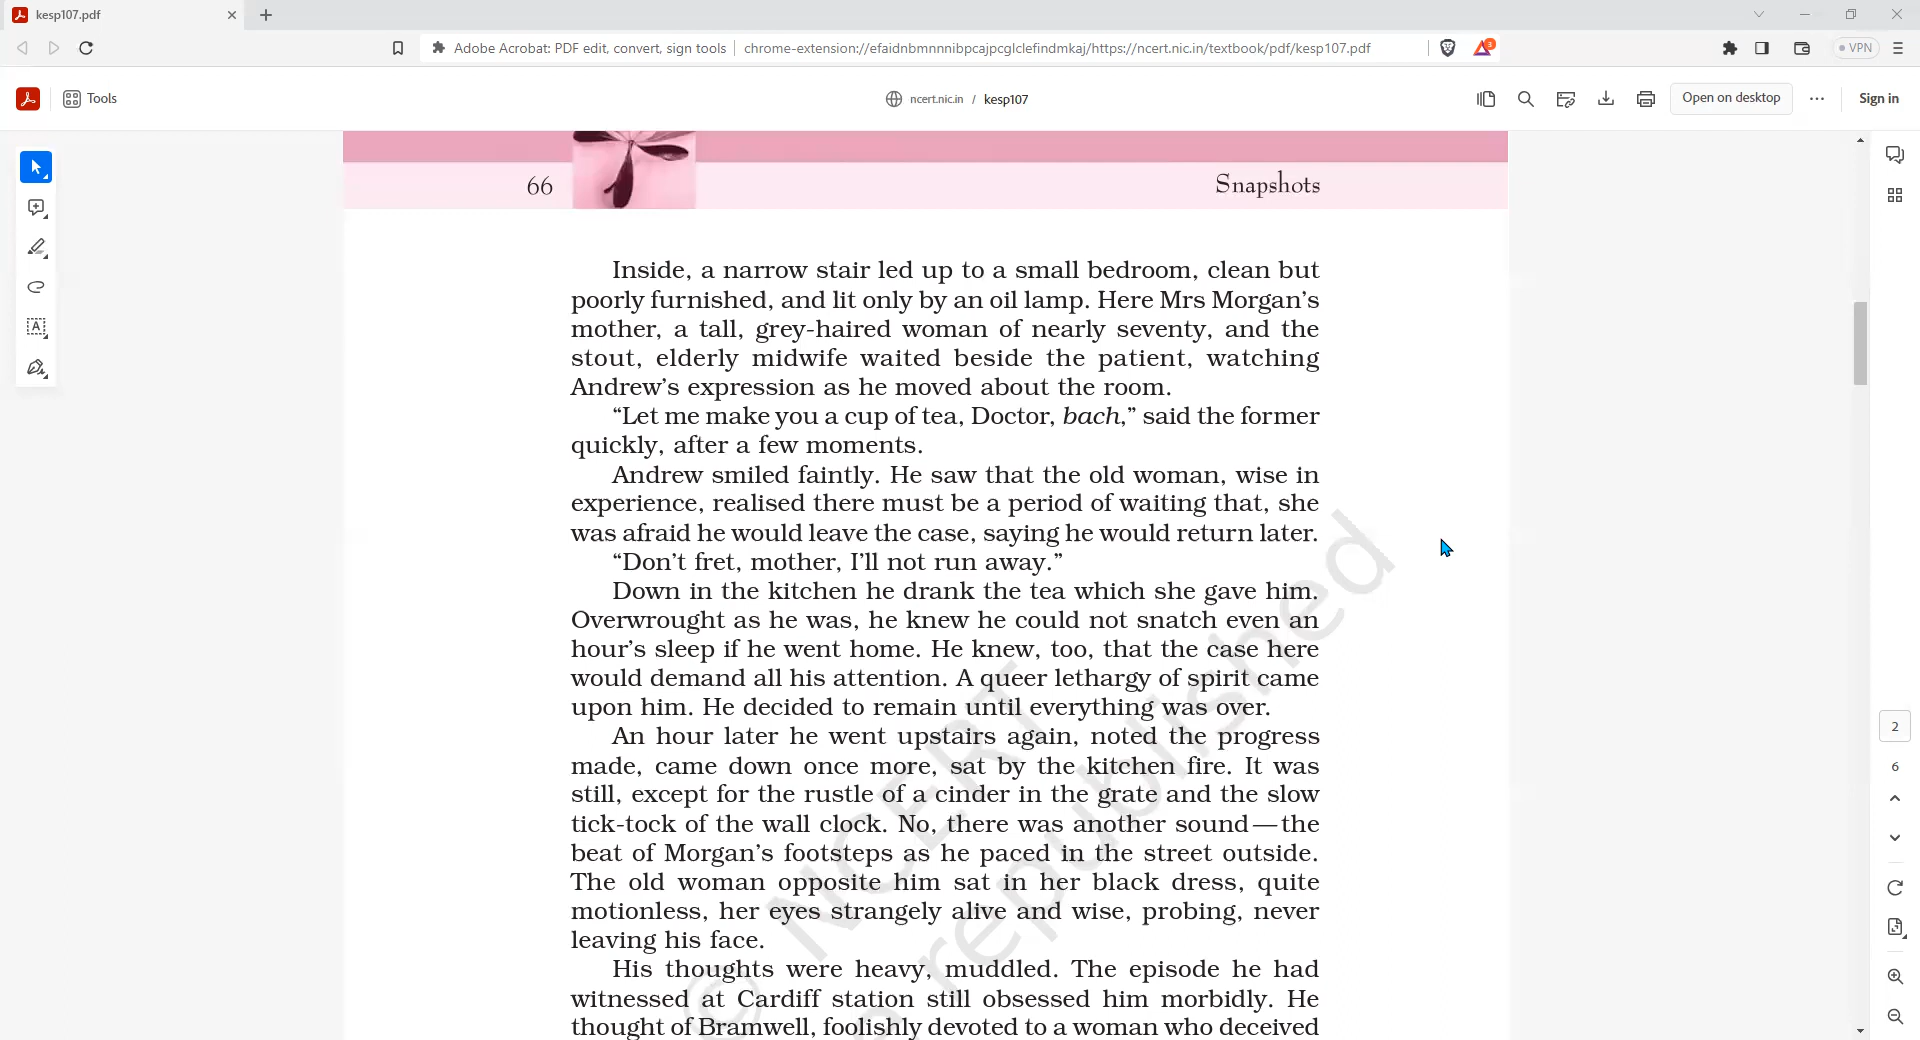 kesp107.pdf
Adobe Acrobat: PDF edit, convert, sign tools | chrome-extension://efaidnbmnnnibpcajpcglclefindmkaj/https://ncert.nic.in/textbook/pdf/kesp107.pdf
3
VPN
Tools
ncert.nic.in / kesp107
Open on desktop
Sign in
66
Snapshots
Inside, a narrow stair led up to a small bedroom, clean but
poorly furnished, and lit only by an oil lamp. Here Mrs Morgan's
mother, a tall, grey-haired woman of nearly seventy, and the
stout, elderly midwife waited beside the patient, watching
Andrew's expression as he moved about the room.
“Let me make you a cup of tea, Doctor, bach,” said the former
quickly, after a few moments.
Andrew smiled faintly. He saw that the old woman, wise in
experience, realised there must be a period of waiting that, she
was afraid he would leave the case, saying he would return later.
“Don't fret, mother, I'll not run away.”
Down in the kitchen he drank the tea which she gave him.
Overwrought as he was, he knew he could not snatch even an
hour's sleep if he went home. He knew, too, that the case here
would demand all his attention. A queer lethargy of spirit came
upon him. He decided to remain until everything was over.
An hour later he went upstairs again, noted the progress
made, came down once more, sat by the kitchen fire. It was
still, except for the rustle of a cinder in the grate and the slow
tick-tock of the wall clock. No, there was another sound—the
beat of Morgan's footsteps as he paced in the street outside.
The old woman opposite him sat in her black dress, quite
motionless, her eyes strangely alive and wise, probing, never
leaving his face.
His thoughts were heavy, muddled. The episode he had
witnessed at Cardiff station still obsessed him morbidly. He
thought of Bramwell, foolishly devoted to a woman who deceived
© NCERT
republished
2
6